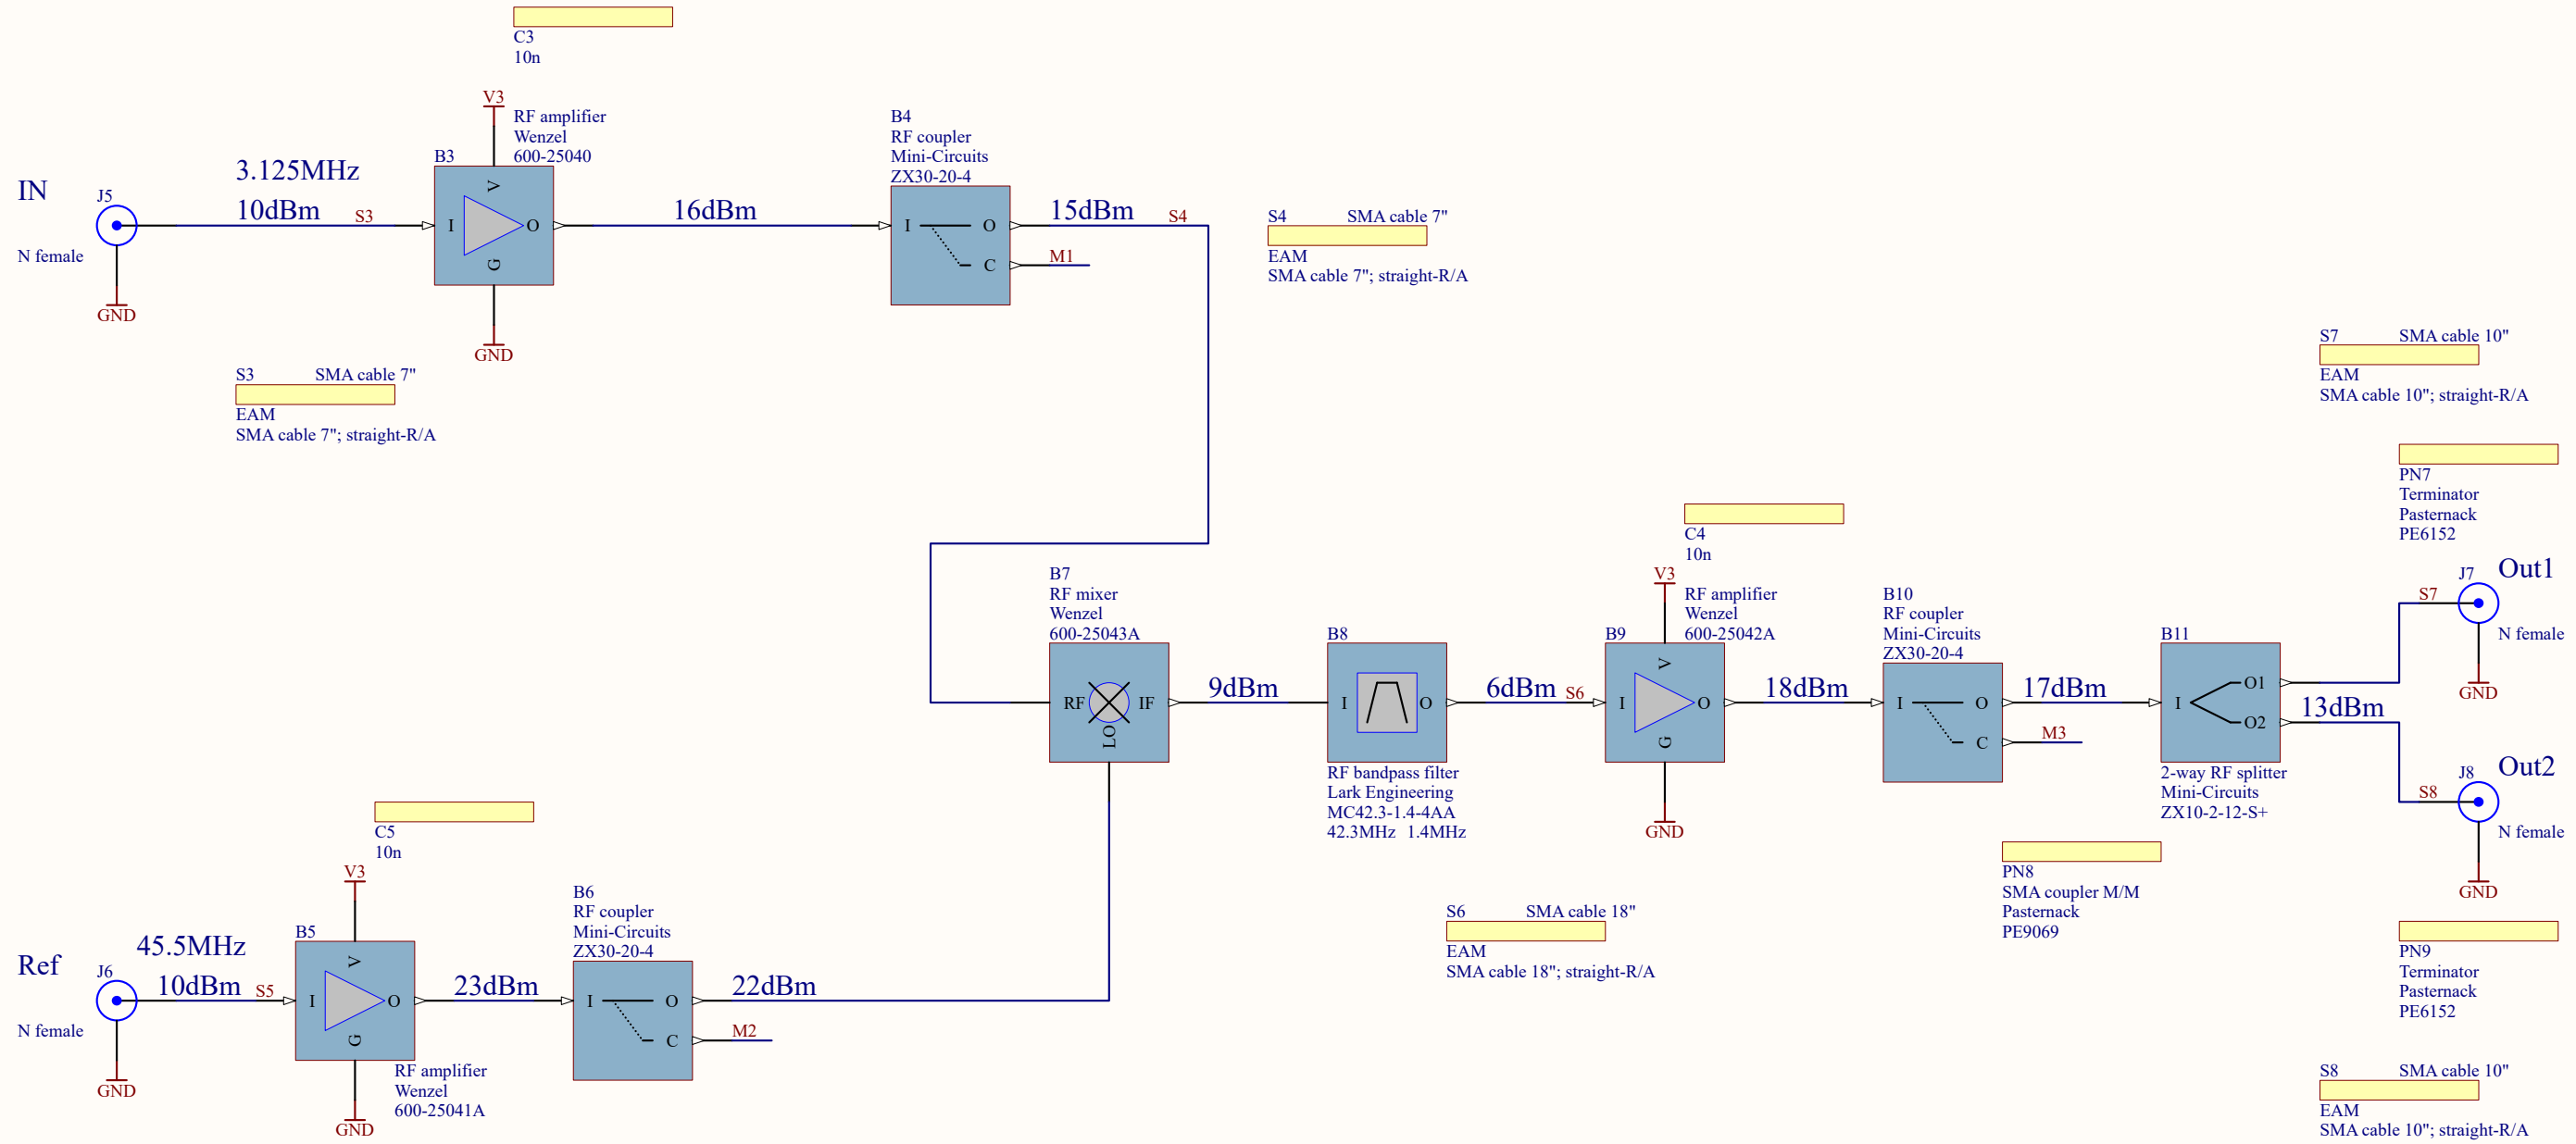 C3
10n
V3
RF amplifier
Wenzel
600-25040
B3
V
I
O
G
GND
IN
J5
N female
GND
3.125MHz
10dBm
S3
16dBm
B4
RF coupler
Mini-Circuits
ZX30-20-4
I
O
C
15dBm
S4
M1
S4 SMA cable 7"
EAM
SMA cable 7"; straight-R/A
S3 SMA cable 7"
EAM
SMA cable 7"; straight-R/A
S7 SMA cable 10"
EAM
SMA cable 10"; straight-R/A
PN7
Terminator
Pasternack
PE6152
C4
10n
V3
RF amplifier
Wenzel
600-25042A
B9
V
I
O
G
GND
B7
RF mixer
Wenzel
600-25043A
RF
IF
LO
9dBm
B8
I
O
RF bandpass filter
Lark Engineering
MC42.3-1.4-4AA
42.3MHz 1.4MHz
6dBm
S6
18dBm
B10
RF coupler
Mini-Circuits
ZX30-20-4
I
O
C
17dBm
M3
B11
I
O1
O2
2-way RF splitter
Mini-Circuits
ZX10-2-12-S+
13dBm
S7
J7
Out1
N female
GND
S8
J8
Out2
N female
GND
PN8
SMA coupler M/M
Pasternack
PE9069
S6 SMA cable 18"
EAM
SMA cable 18"; straight-R/A
PN9
Terminator
Pasternack
PE6152
S8 SMA cable 10"
EAM
SMA cable 10"; straight-R/A
C5
10n
V3
B5
V
I
O
G
GND
RF amplifier
Wenzel
600-25041A
Ref
J6
N female
GND
45.5MHz
10dBm
S5
23dBm
B6
RF coupler
Mini-Circuits
ZX30-20-4
I
O
C
22dBm
M2